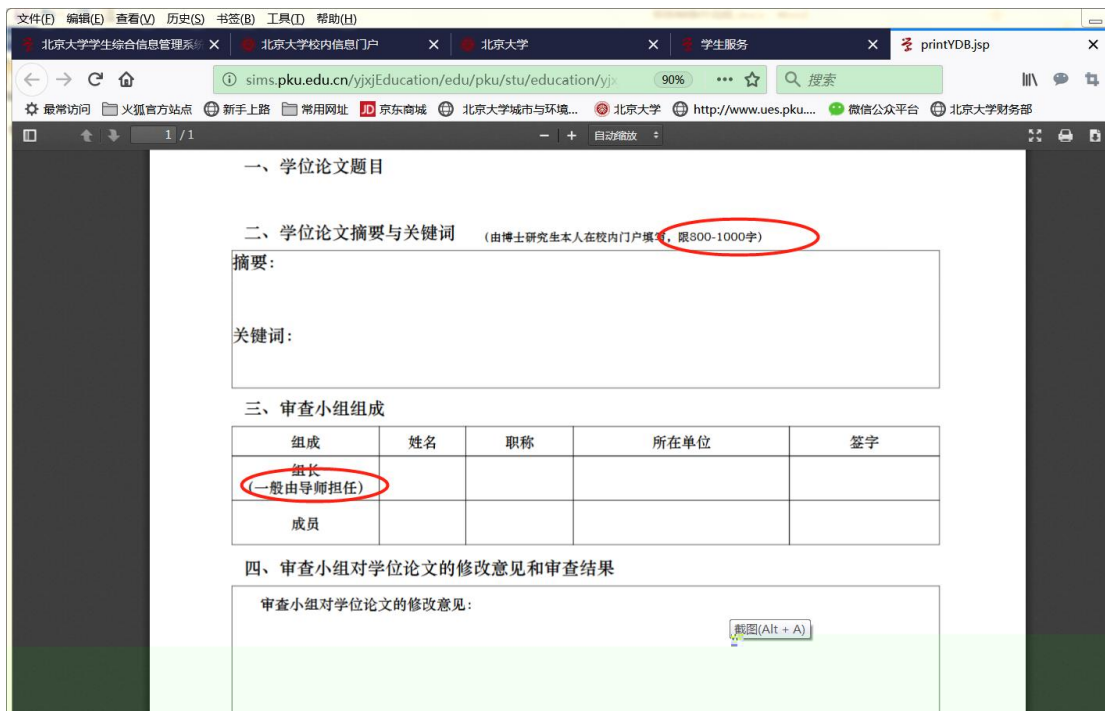 文件(F) 编辑(E) 查看(V) 历史(S) 书签(B) 工具(T) 帮助(H)
北京大学学生综合信息管理系统 北京大学校内信息门户 北京大学 学生服务 printYDB.jsp
sims.pku.edu.cn/yjxjEducation/edu/pku/stu/education/yjx 90% 搜索
最常访问 火狐官方站点 新手上路 常用网址 JD 京东商城 北京大学城市与环境... 北京大学 http://www.ues.pku.... 微信公众平台 北京大学财务部
1 /1 − + 自动缩放
一、学位论文题目
二、学位论文摘要与关键词 (由博士研究生本人在校内门户填写，限800-1000字)
摘要：
关键词：
三、审查小组组成
组成 姓名 职称 所在单位 签字
组长
(一般由导师担任)
成员
四、审查小组对学位论文的修改意见和审查结果
审查小组对学位论文的修改意见：
截图(Alt + A)